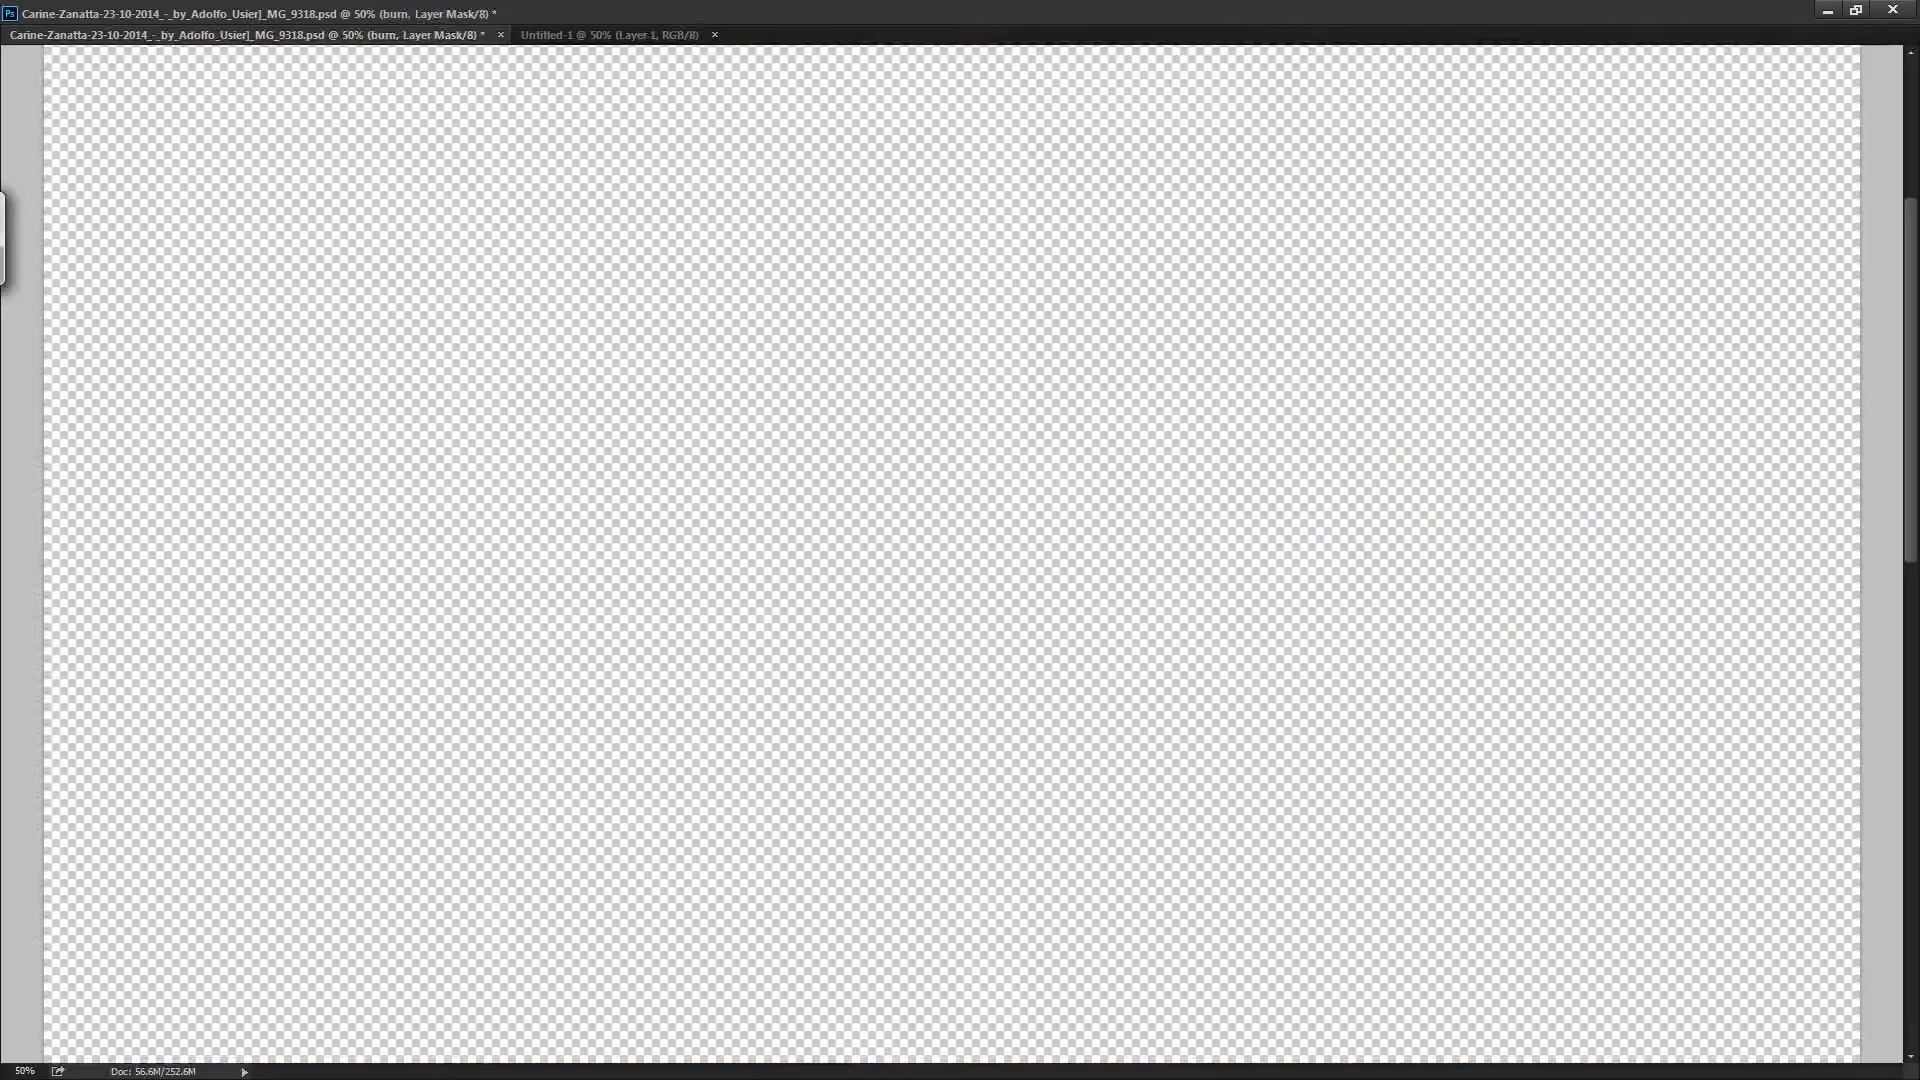 Ps Carine-Zanatta-23-10-2014_-_by_Adolfo_Usier]_MG_9318.psd @ 50% (burn, Layer Mask/8) *
Carine-Zanatta-23-10-2014_-_by_Adolfo_Usier]_MG_9318.psd @ 50% (burn, Layer Mask/8) * × Untitled-1 @ 50% (Layer 1, RGB/8) ×
50% Doc: 56.6M/252.6M